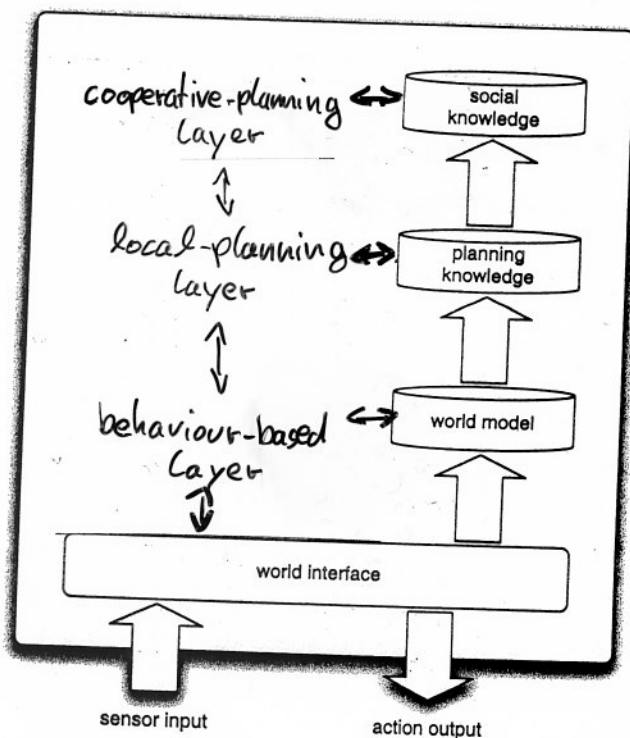 cooperative-planning
Layer
social
knowledge
local-planning
Layer
planning
knowledge
behaviour-based
Layer
world model
world interface
sensor input
action output